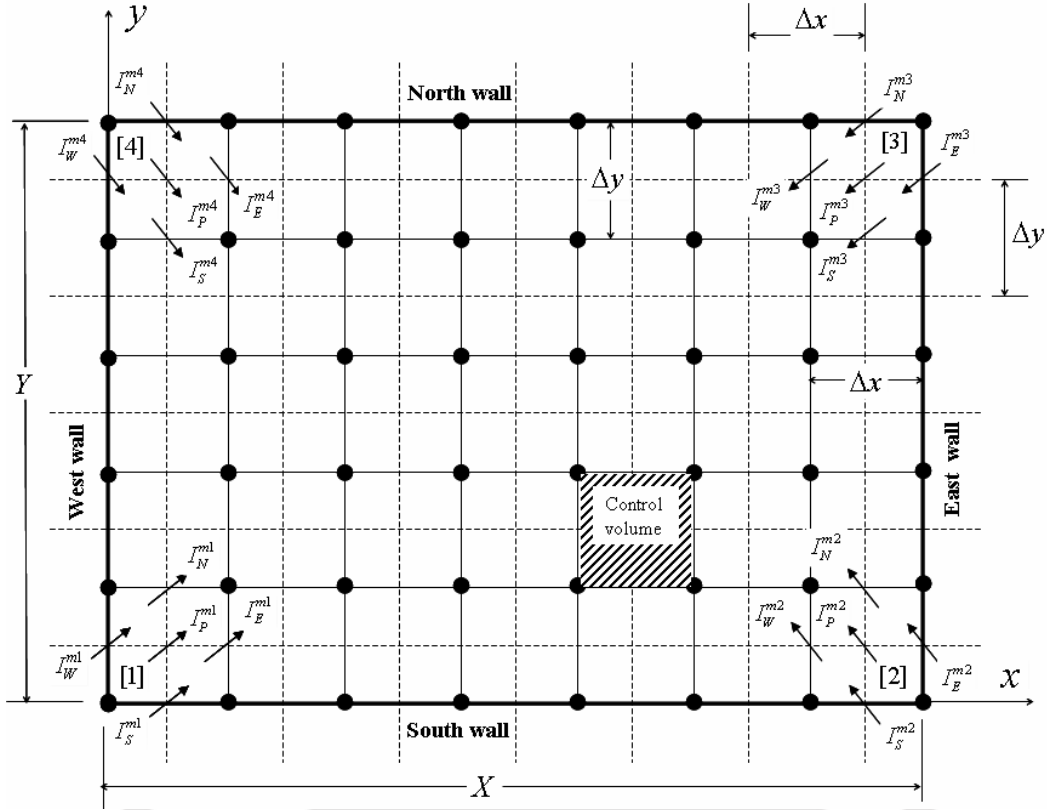 y
Δx
I_N^{m4}
North wall
I_N^{m3}
I_W^{m4}
[4]
[3]
I_E^{m3}
Δy
I_P^{m4}
I_E^{m4}
I_W^{m3}
I_P^{m3}
Δy
I_S^{m4}
I_S^{m3}
Y
Δx
West wall
East wall
Control
volume
I_N^{m1}
I_N^{m2}
I_P^{m1}
I_E^{m1}
I_W^{m2}
I_P^{m2}
I_W^{m1}
[1]
[2]
I_E^{m2}
x
I_S^{m1}
South wall
I_S^{m2}
X